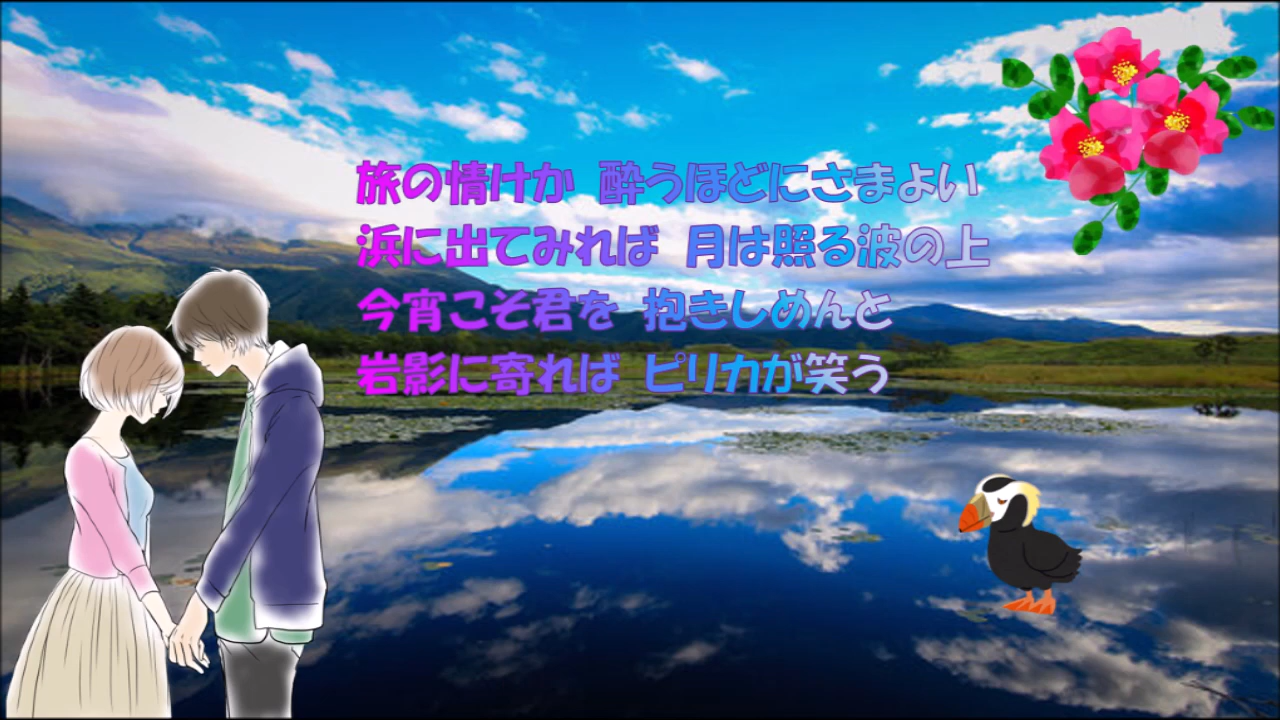 旅の情けか 酔うほどにさまよい
浜に出てみれば 月は照る波の上
今宵こそ君を 抱きしめんと
岩影に寄れば ピリカが笑う